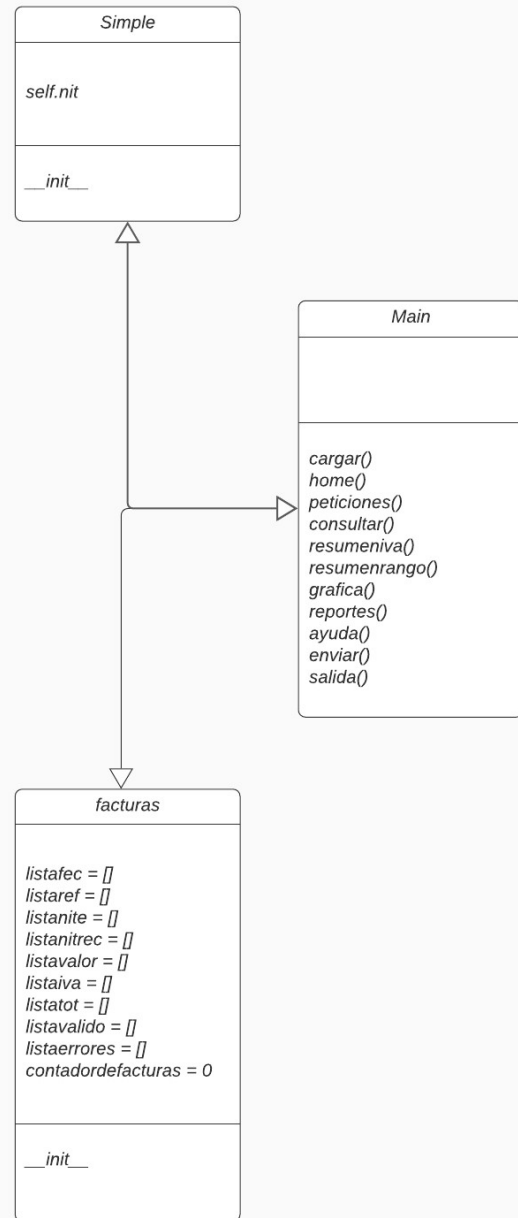 Simple
self.nit
__init__
Main
cargar()
home()
peticiones()
consultar()
resumeniva()
resumenrango()
grafica()
reportes()
ayuda()
enviar()
salida()
facturas
listafec = []
listaref = []
listanite = []
listanitrec = []
listavalor = []
listaiva = []
listatot = []
listavalido = []
listaerrores = []
contadordefacturas = 0
__init__